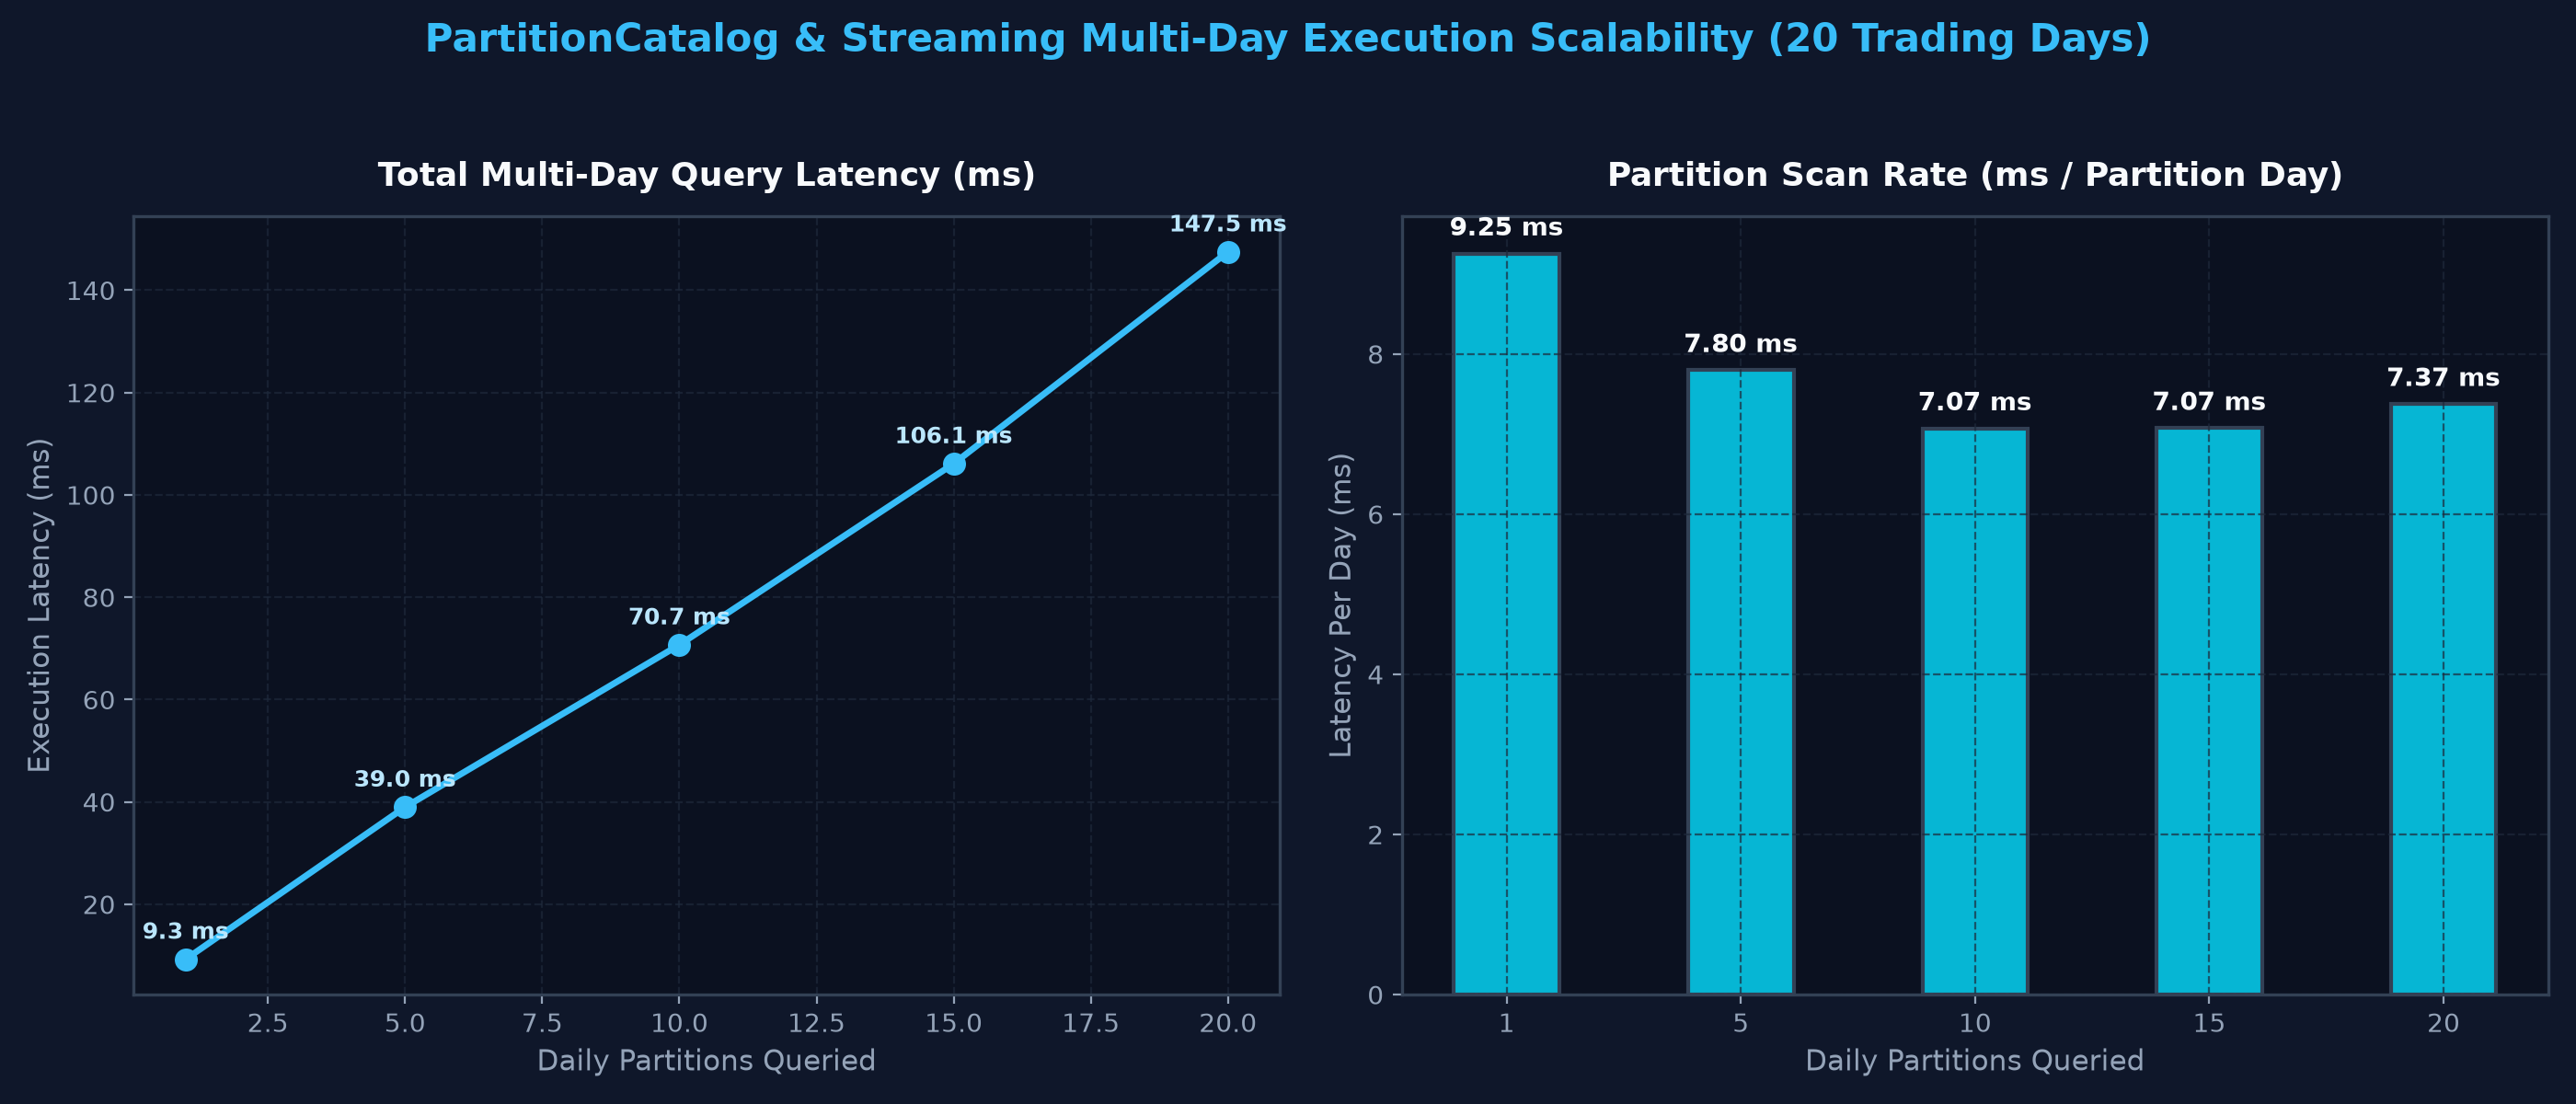 PartitionCatalog & Streaming Multi-Day Execution Scalability (20 Trading Days)
Total Multi-Day Query Latency (ms)
Execution Latency (ms)
140
120
100
80
60
40
20
9.3 ms
39.0 ms
70.7 ms
106.1 ms
147.5 ms
2.5
5.0
7.5
10.0
12.5
15.0
17.5
20.0
Daily Partitions Queried
Partition Scan Rate (ms / Partition Day)
Latency Per Day (ms)
8
6
4
2
0
9.25 ms
7.80 ms
7.07 ms
7.07 ms
7.37 ms
1
5
10
15
20
Daily Partitions Queried